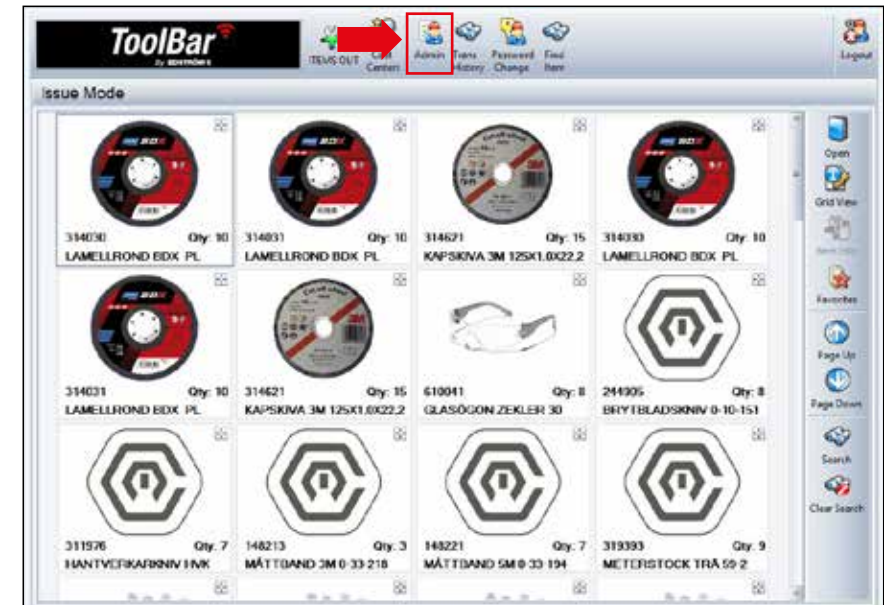 ToolBar
ITEMS OUT
Centers
Admin
Trans History
Password Change
Find Item
Logout
Issue Mode
314030 Qty: 10
LAMELLROND BDX PL
314031 Qty: 10
LAMELLROND BDX PL
314621 Qty: 15
KAPSKIVA 3M 125X1.0X22,2
314030 Qty: 10
LAMELLROND BDX PL
314031 Qty: 10
LAMELLROND BDX PL
314621 Qty: 15
KAPSKIVA 3M 125X1.0X22,2
610041 Qty: 8
GLASÖGON ZEKLER 30
244905 Qty: 8
BRYTBLADSKNIV 0-10-151
311976 Qty: 7
HANTVERKARKNIV HVK
148213 Qty: 3
MÅTTBAND 3M 0-33-218
148221 Qty: 7
MÅTTBAND 5M 0-33-194
319393 Qty: 9
METERSTOCK TRÄ 59-2
Open
Grid View
Favorites
Page Up
Page Down
Search
Clear Search